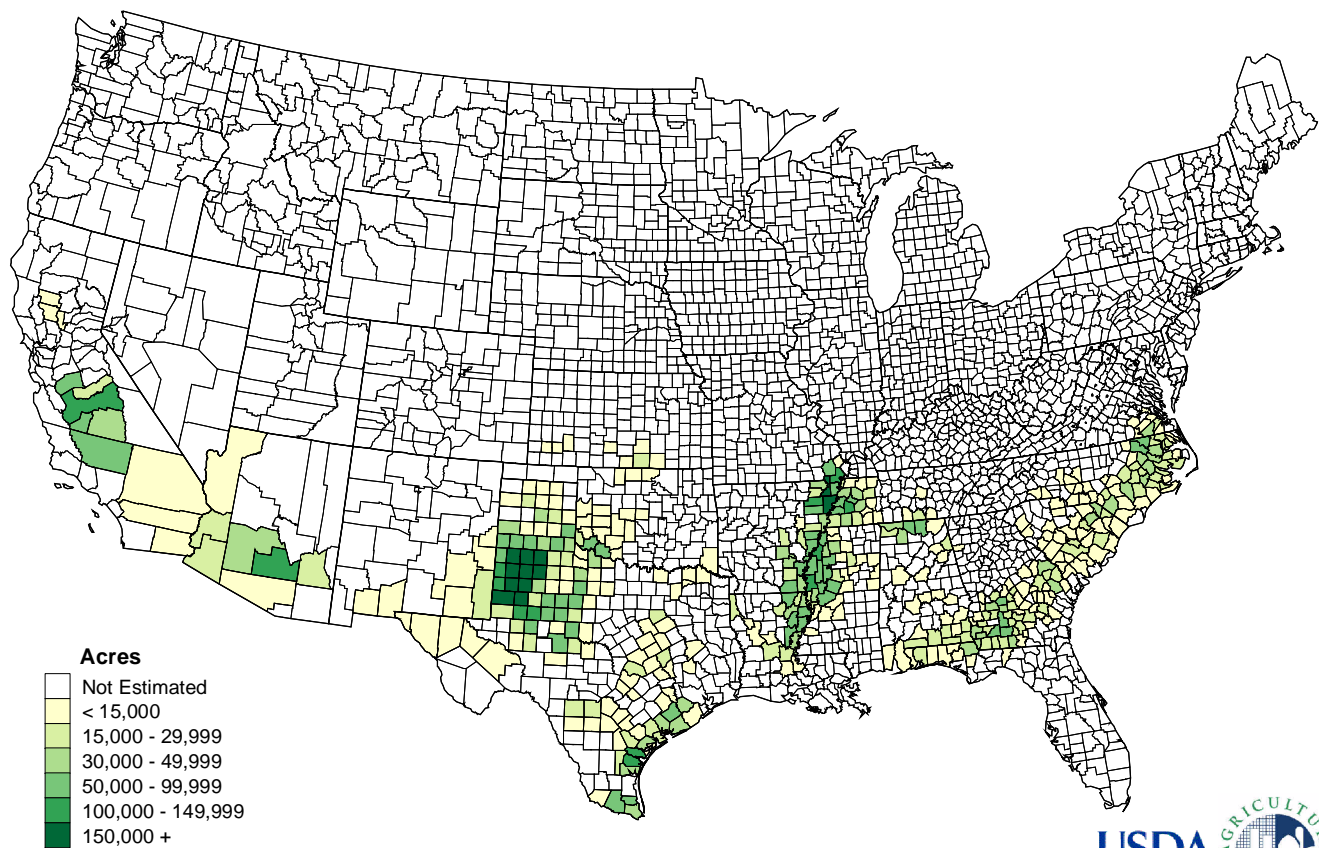 Acres
Not Estimated
< 15,000
15,000 - 29,999
30,000 - 49,999
50,000 - 99,999
100,000 - 149,999
150,000 +
USDA